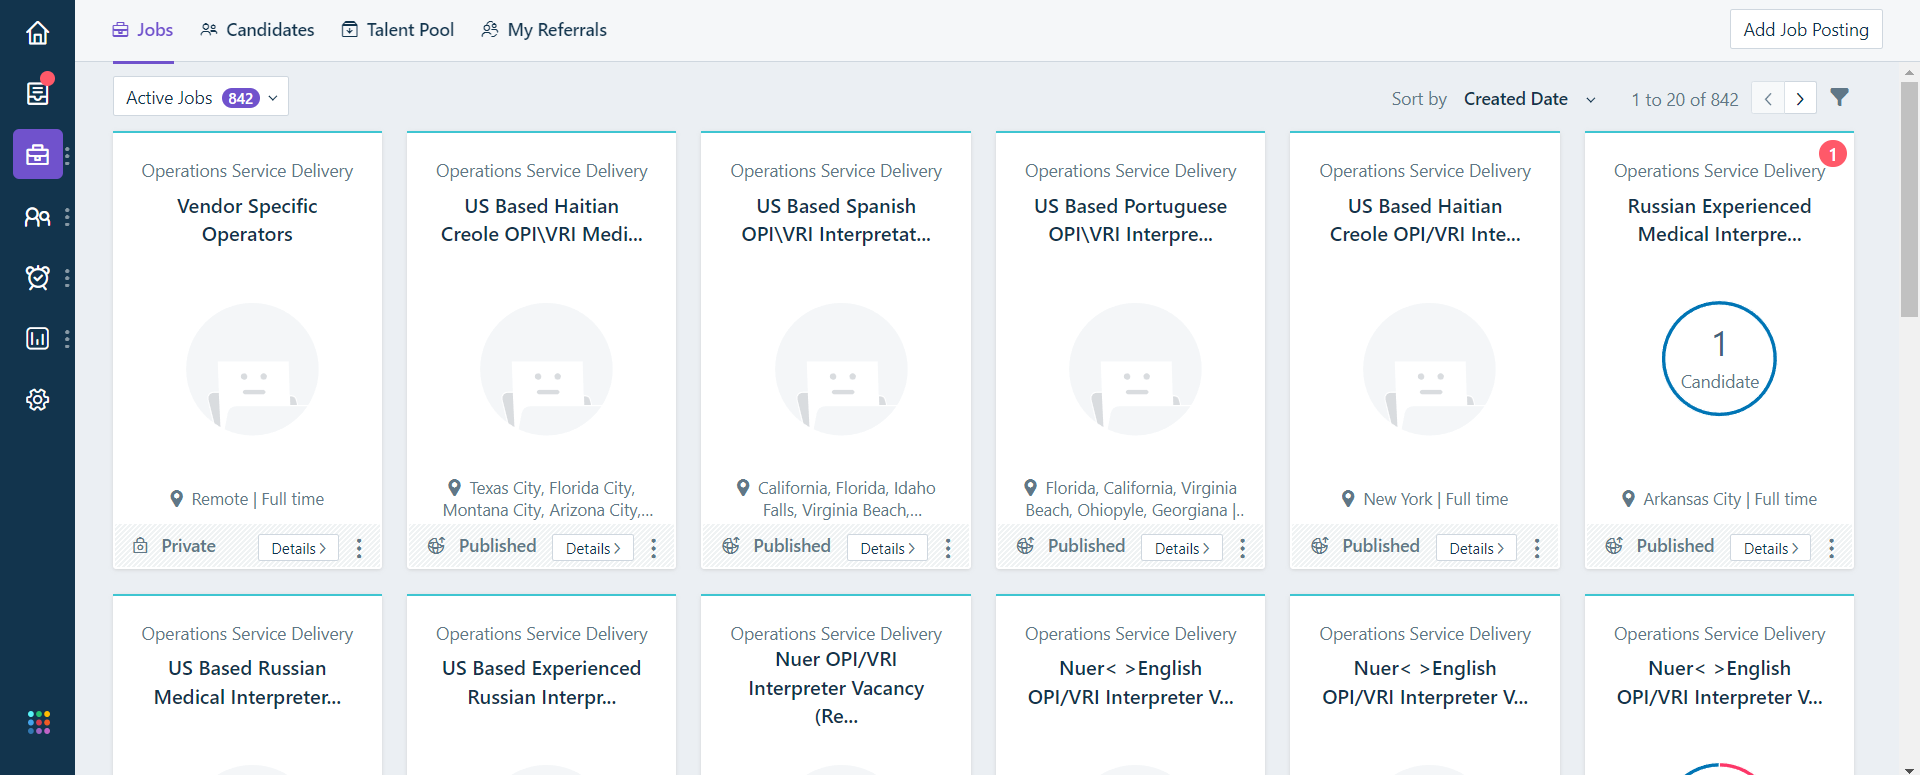 Jobs
Candidates
Talent Pool
My Referrals
Add Job Posting
Active Jobs 842
Sort by Created Date
1 to 20 of 842
Operations Service Delivery
Vendor Specific
Operators
Remote | Full time
Private
Details
Operations Service Delivery
US Based Haitian
Creole OPI\VRI Medi...
Texas City, Florida City,
Montana City, Arizona City,...
Published
Details
Operations Service Delivery
US Based Spanish
OPI\VRI Interpretat...
California, Florida, Idaho
Falls, Virginia Beach,...
Published
Details
Operations Service Delivery
US Based Portuguese
OPI\VRI Interpre...
Florida, California, Virginia
Beach, Ohiopyle, Georgiana |..
Published
Details
Operations Service Delivery
US Based Haitian
Creole OPI/VRI Inte...
New York | Full time
Published
Details
1
Operations Service Delivery
Russian Experienced
Medical Interpre...
1
Candidate
Arkansas City | Full time
Published
Details
Operations Service Delivery
US Based Russian
Medical Interpreter...
Operations Service Delivery
US Based Experienced
Russian Interpr...
Operations Service Delivery
Nuer OPI/VRI
Interpreter Vacancy
(Re...
Operations Service Delivery
Nuer< >English
OPI/VRI Interpreter V...
Operations Service Delivery
Nuer< >English
OPI/VRI Interpreter V...
Operations Service Delivery
Nuer< >English
OPI/VRI Interpreter V...